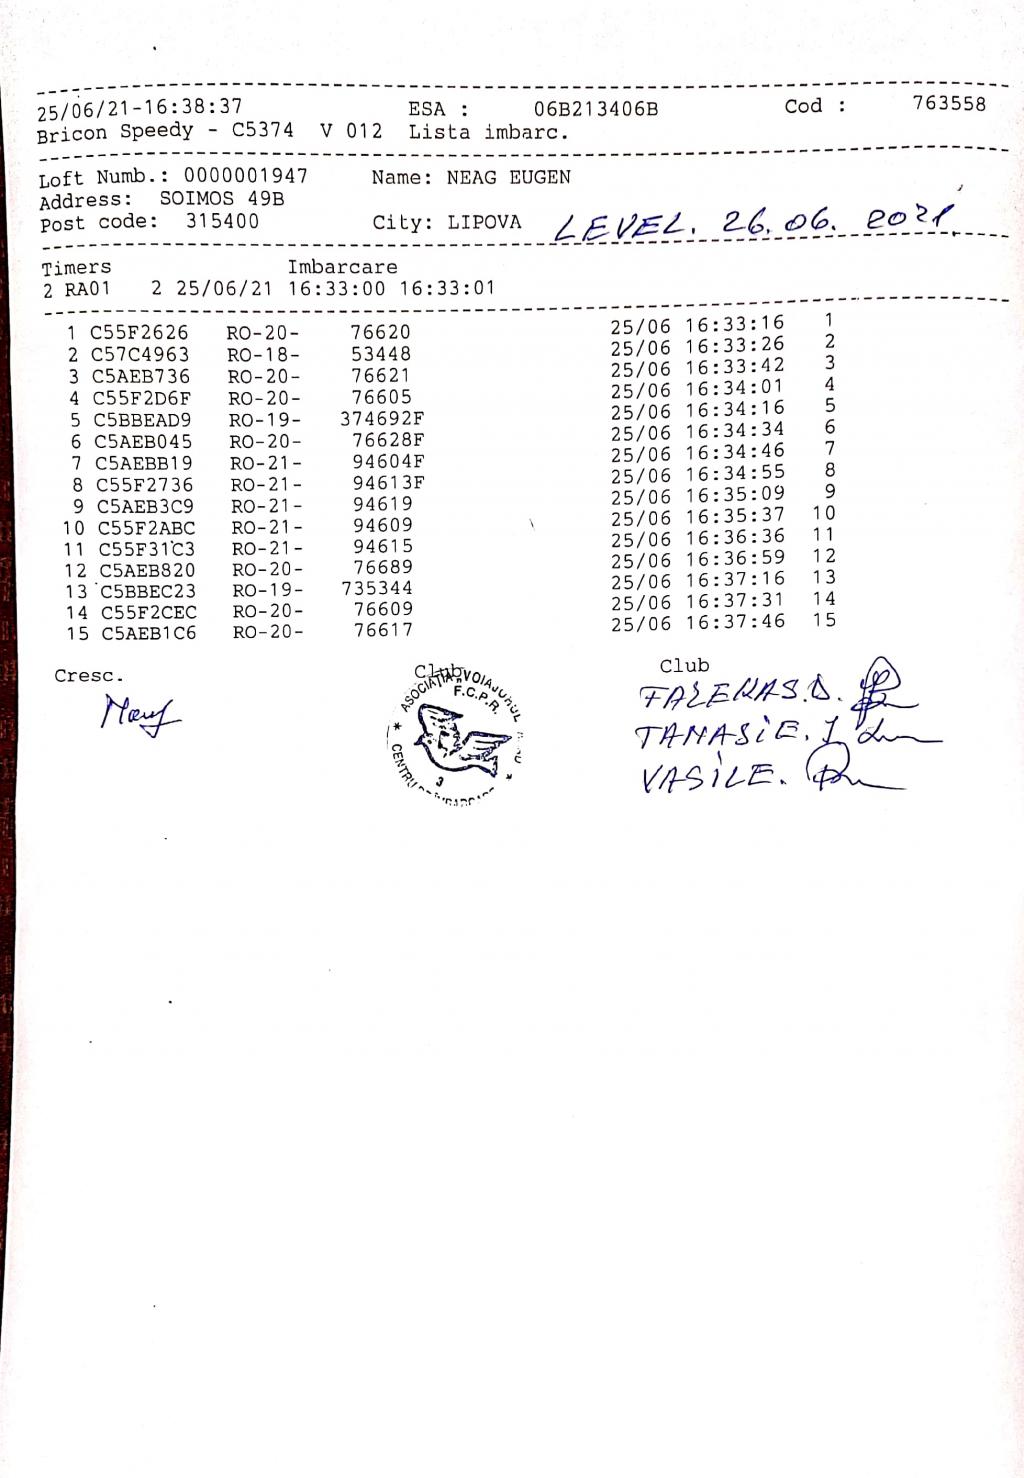 25/06/21-16:38:37 ESA : 06B213406B Cod : 763558
Bricon Speedy - C5374 V 012 Lista imbarc.
Loft Numb.: 0000001947 Name: NEAG EUGEN
Address: SOIMOS 49B
Post code: 315400 City: LIPOVA LEVEL. 26.06. 2021.
Timers Imbarcare
2 RA01 2 25/06/21 16:33:00 16:33:01
1 C55F2626 RO-20- 76620 25/06 16:33:16 1
2 C57C4963 RO-18- 53448 25/06 16:33:26 2
3 C5AEB736 RO-20- 76621 25/06 16:33:42 3
4 C55F2D6F RO-20- 76605 25/06 16:34:01 4
5 C5BBEAD9 RO-19- 374692F 25/06 16:34:16 5
6 C5AEB045 RO-20- 76628F 25/06 16:34:34 6
7 C5AEBB19 RO-21- 94604F 25/06 16:34:46 7
8 C55F2736 RO-21- 94613F 25/06 16:34:55 8
9 C5AEB3C9 RO-21- 94619 25/06 16:35:09 9
10 C55F2ABC RO-21- 94609 25/06 16:35:37 10
11 C55F31C3 RO-21- 94615 25/06 16:36:36 11
12 C5AEB820 RO-20- 76689 25/06 16:36:59 12
13 C5BBEC23 RO-19- 735344 25/06 16:37:16 13
14 C55F2CEC RO-20- 76609 25/06 16:37:31 14
15 C5AEB1C6 RO-20- 76617 25/06 16:37:46 15
Cresc. Club Club
ASOCIAȚIA VOIAJORUL
F.C.P.R.
CENTRU
3
TANASIE. I
VASILE.